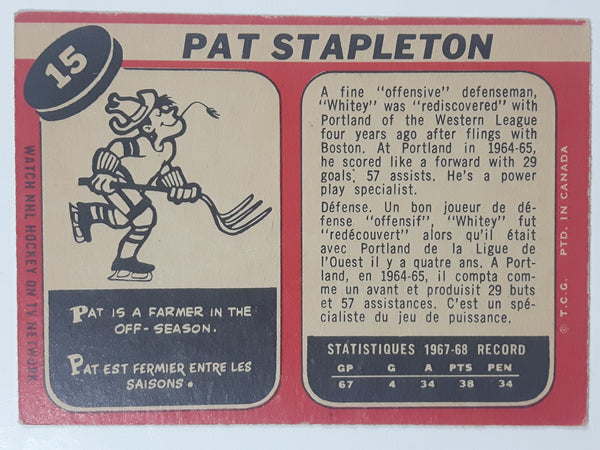 15
PAT STAPLETON
WATCH NHL HOCKEY ON TV NETWORK
PAT IS A FARMER IN THE
OFF-SEASON.
PAT EST FERMIER ENTRE LES
SAISONS.
A fine "offensive" defenseman,
"Whitey" was "rediscovered" with
Portland of the Western League
four years ago after flings with
Boston. At Portland in 1964-65,
he scored like a forward with 29
goals, 57 assists. He's a power
play specialist.
Défense. Un bon joueur de dé-
fense "offensif", "Whitey" fut
"redécouvert" alors qu'il était
avec Portland de la Ligue de
l'Ouest il y a quatre ans. A Port-
land, en 1964-65, il compta com-
me un avant et produisit 29 buts
et 57 assistances. C'est un spé-
cialiste du jeu de puissance.
STATISTIQUES 1967-68 RECORD
GP G A PTS PEN
67 4 34 38 34
© T.C.G. PTD. IN CANADA